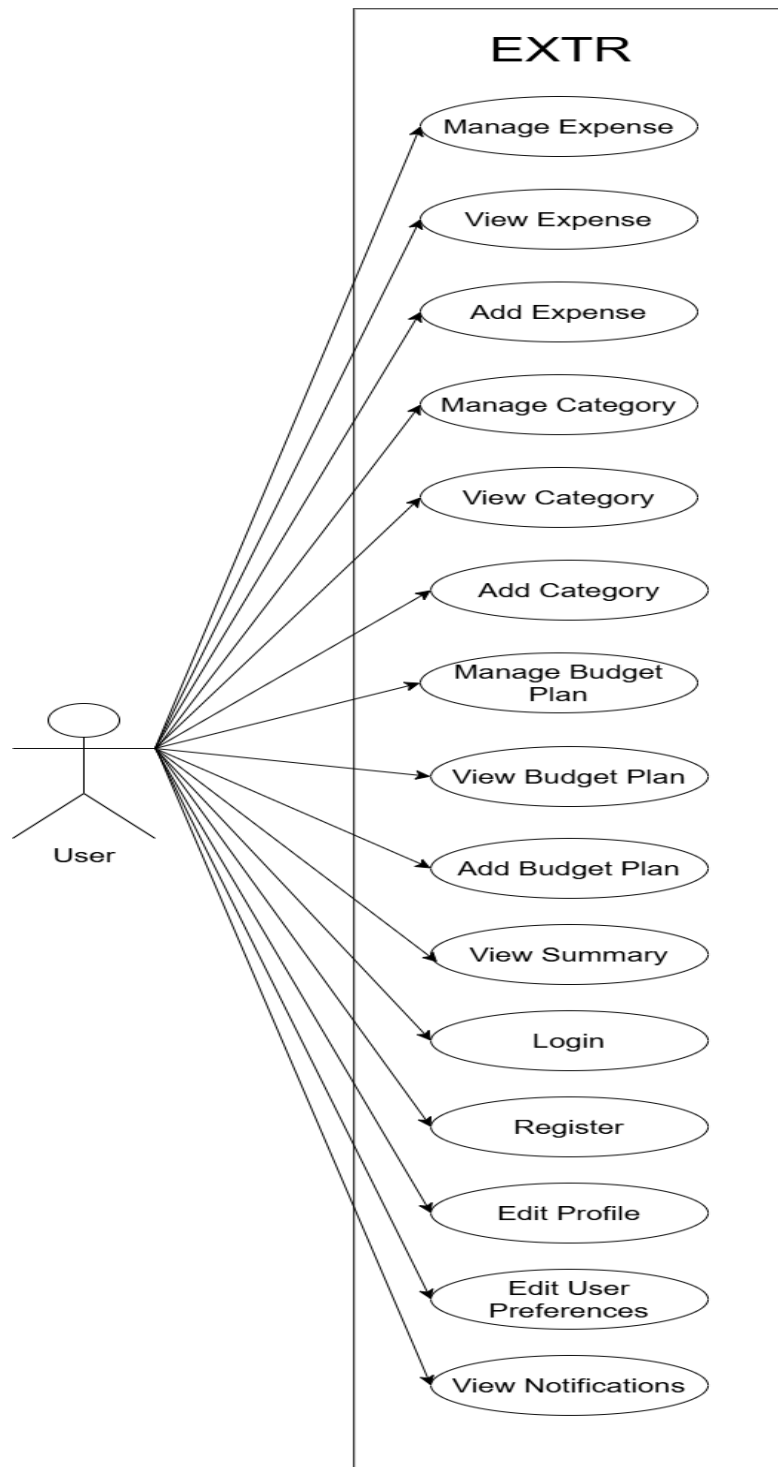 EXTR
Manage Expense
View Expense
Add Expense
Manage Category
View Category
Add Category
Manage Budget
Plan
View Budget Plan
User
Add Budget Plan
View Summary
Login
Register
Edit Profile
Edit User
Preferences
View Notifications